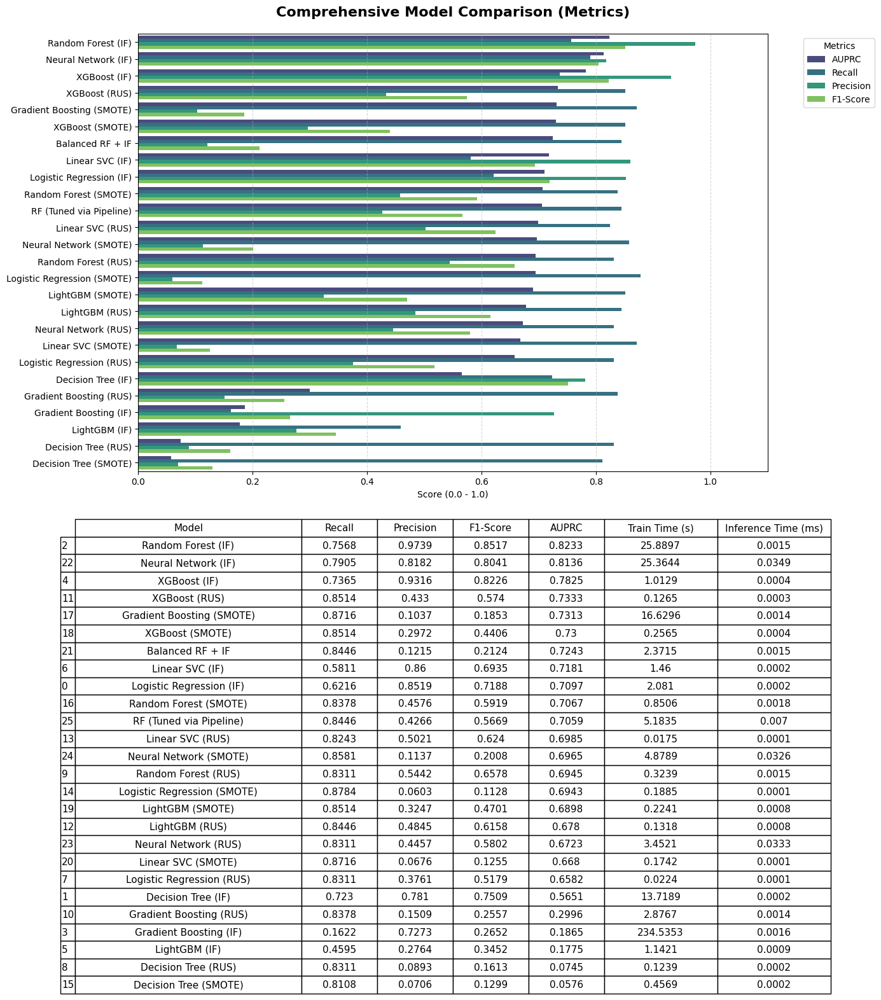 Comprehensive Model Comparison (Metrics)
Random Forest (IF)
Neural Network (IF)
XGBoost (IF)
XGBoost (RUS)
Gradient Boosting (SMOTE)
XGBoost (SMOTE)
Balanced RF + IF
Linear SVC (IF)
Logistic Regression (IF)
Random Forest (SMOTE)
RF (Tuned via Pipeline)
Linear SVC (RUS)
Neural Network (SMOTE)
Random Forest (RUS)
Logistic Regression (SMOTE)
LightGBM (SMOTE)
LightGBM (RUS)
Neural Network (RUS)
Linear SVC (SMOTE)
Logistic Regression (RUS)
Decision Tree (IF)
Gradient Boosting (RUS)
Gradient Boosting (IF)
LightGBM (IF)
Decision Tree (RUS)
Decision Tree (SMOTE)
0.0 0.2 0.4 0.6 0.8 1.0
Score (0.0 - 1.0)
Metrics
AUPRC
Recall
Precision
F1-Score
Model Recall Precision F1-Score AUPRC Train Time (s) Inference Time (ms)
2 Random Forest (IF) 0.7568 0.9739 0.8517 0.8233 25.8897 0.0015
22 Neural Network (IF) 0.7905 0.8182 0.8041 0.8136 25.3644 0.0349
4 XGBoost (IF) 0.7365 0.9316 0.8226 0.7825 1.0129 0.0004
11 XGBoost (RUS) 0.8514 0.433 0.574 0.7333 0.1265 0.0003
17 Gradient Boosting (SMOTE) 0.8716 0.1037 0.1853 0.7313 16.6296 0.0014
18 XGBoost (SMOTE) 0.8514 0.2972 0.4406 0.73 0.2565 0.0004
21 Balanced RF + IF 0.8446 0.1215 0.2124 0.7243 2.3715 0.0015
6 Linear SVC (IF) 0.5811 0.86 0.6935 0.7181 1.46 0.0002
0 Logistic Regression (IF) 0.6216 0.8519 0.7188 0.7097 2.081 0.0002
16 Random Forest (SMOTE) 0.8378 0.4576 0.5919 0.7067 0.8506 0.0018
25 RF (Tuned via Pipeline) 0.8446 0.4266 0.5669 0.7059 5.1835 0.007
13 Linear SVC (RUS) 0.8243 0.5021 0.624 0.6985 0.0175 0.0001
24 Neural Network (SMOTE) 0.8581 0.1137 0.2008 0.6965 4.8789 0.0326
9 Random Forest (RUS) 0.8311 0.5442 0.6578 0.6945 0.3239 0.0015
14 Logistic Regression (SMOTE) 0.8784 0.0603 0.1128 0.6943 0.1885 0.0001
19 LightGBM (SMOTE) 0.8514 0.3247 0.4701 0.6898 0.2241 0.0008
12 LightGBM (RUS) 0.8446 0.4845 0.6158 0.678 0.1318 0.0008
23 Neural Network (RUS) 0.8311 0.4457 0.5802 0.6723 3.4521 0.0333
20 Linear SVC (SMOTE) 0.8716 0.0676 0.1255 0.668 0.1742 0.0001
7 Logistic Regression (RUS) 0.8311 0.3761 0.5179 0.6582 0.0224 0.0001
1 Decision Tree (IF) 0.723 0.781 0.7509 0.5651 13.7189 0.0002
10 Gradient Boosting (RUS) 0.8378 0.1509 0.2557 0.2996 2.8767 0.0014
3 Gradient Boosting (IF) 0.1622 0.7273 0.2652 0.1865 234.5353 0.0016
5 LightGBM (IF) 0.4595 0.2764 0.3452 0.1775 1.1421 0.0009
8 Decision Tree (RUS) 0.8311 0.0893 0.1613 0.0745 0.1239 0.0002
15 Decision Tree (SMOTE) 0.8108 0.0706 0.1299 0.0576 0.4569 0.0002